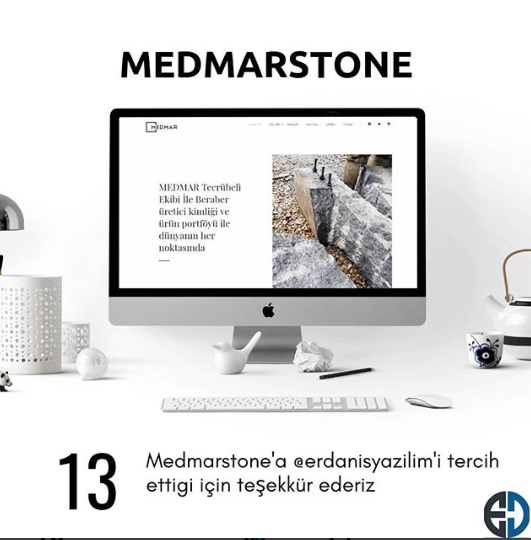 MEDMARSTONE
MEDMAR
MEDMAR Tecrübeli
Ekibi İle Beraber
üretici kimliği ve
ürün portföyü ile
dünyanın her
noktasında
13
Medmarstone'a @erdanisyazilim'i tercih
ettigi için teşekkür ederiz